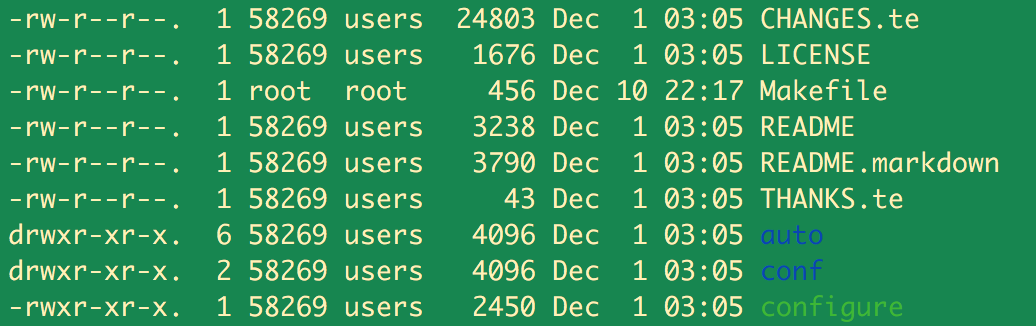 -rw-r--r--. 1 58269 users 24803 Dec 1 03:05 CHANGES.te
-rw-r--r--. 1 58269 users 1676 Dec 1 03:05 LICENSE
-rw-r--r--. 1 root root 456 Dec 10 22:17 Makefile
-rw-r--r--. 1 58269 users 3238 Dec 1 03:05 README
-rw-r--r--. 1 58269 users 3790 Dec 1 03:05 README.markdown
-rw-r--r--. 1 58269 users 43 Dec 1 03:05 THANKS.te
drwxr-xr-x. 6 58269 users 4096 Dec 1 03:05 auto
drwxr-xr-x. 2 58269 users 4096 Dec 1 03:05 conf
-rwxr-xr-x. 1 58269 users 2450 Dec 1 03:05 configure